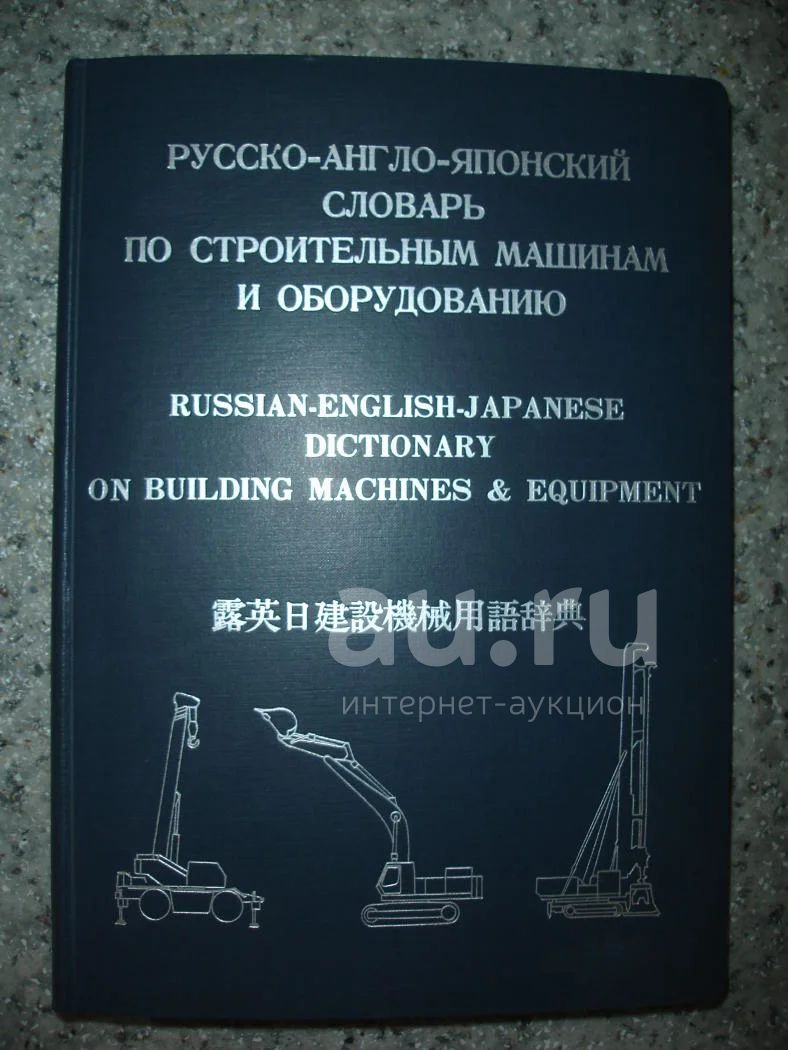 РУССКО-АНГЛО-ЯПОНСКИЙ
СЛОВАРЬ
ПО СТРОИТЕЛЬНЫМ МАШИНАМ
И ОБОРУДОВАНИЮ
RUSSIAN-ENGLISH-JAPANESE
DICTIONARY
ON BUILDING MACHINES & EQUIPMENT
露英日建設機械用語辞典
au.ru
интернет-аукцион